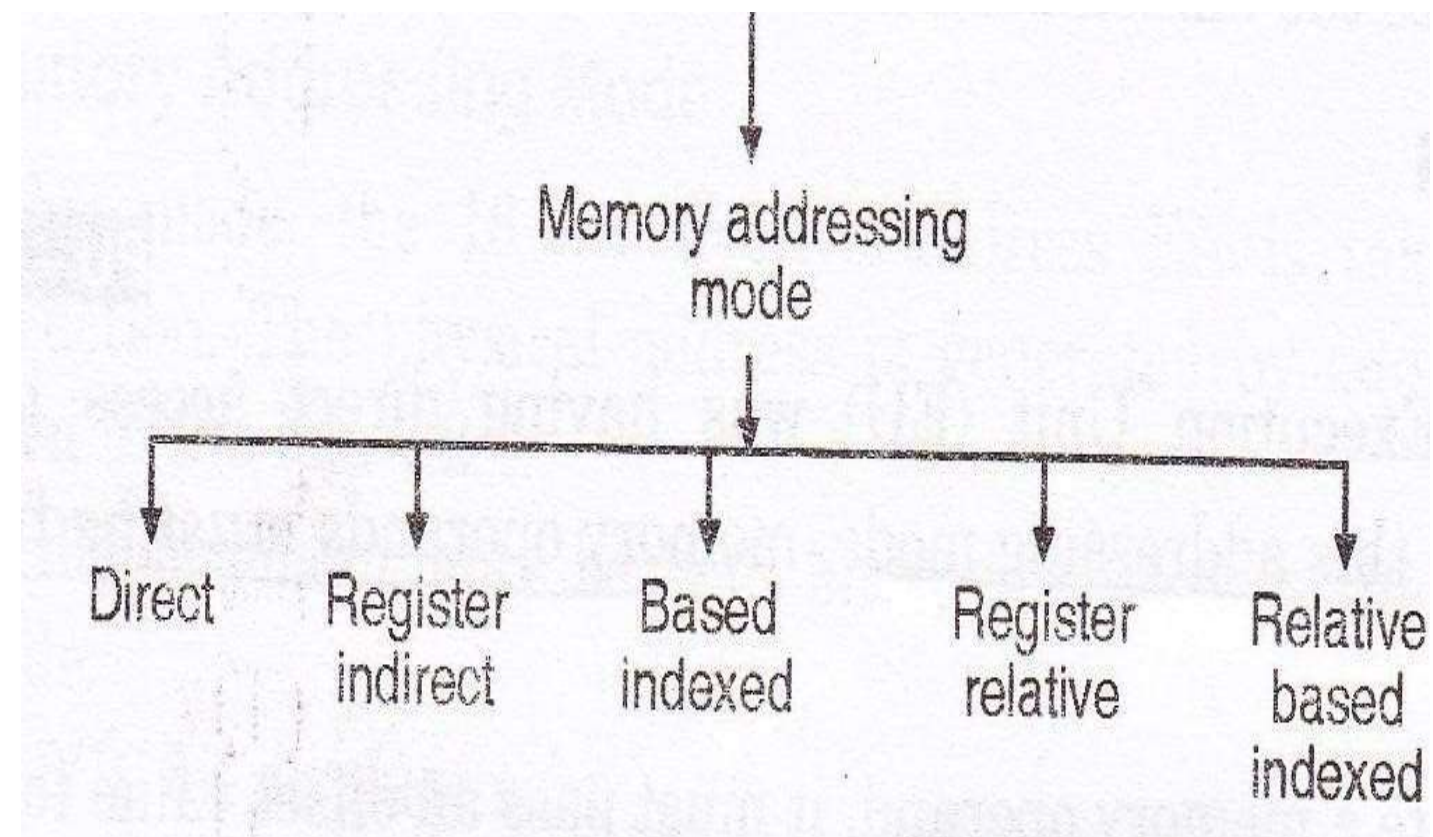 Memory addressing
mode
Direct
Register
indirect
Based
indexed
Register
relative
Relative
based
indexed